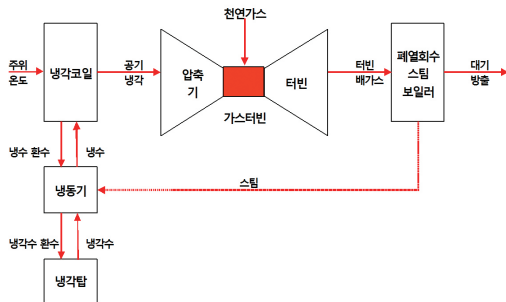 천연가스
주위
온도
냉각코일
공기
냉각
압축
기
터빈
가스터빈
터빈
배가스
폐열회수
스팀
보일러
대기
방출
냉수 환수
냉수
냉동기
스팀
냉각수 환수
냉각수
냉각탑